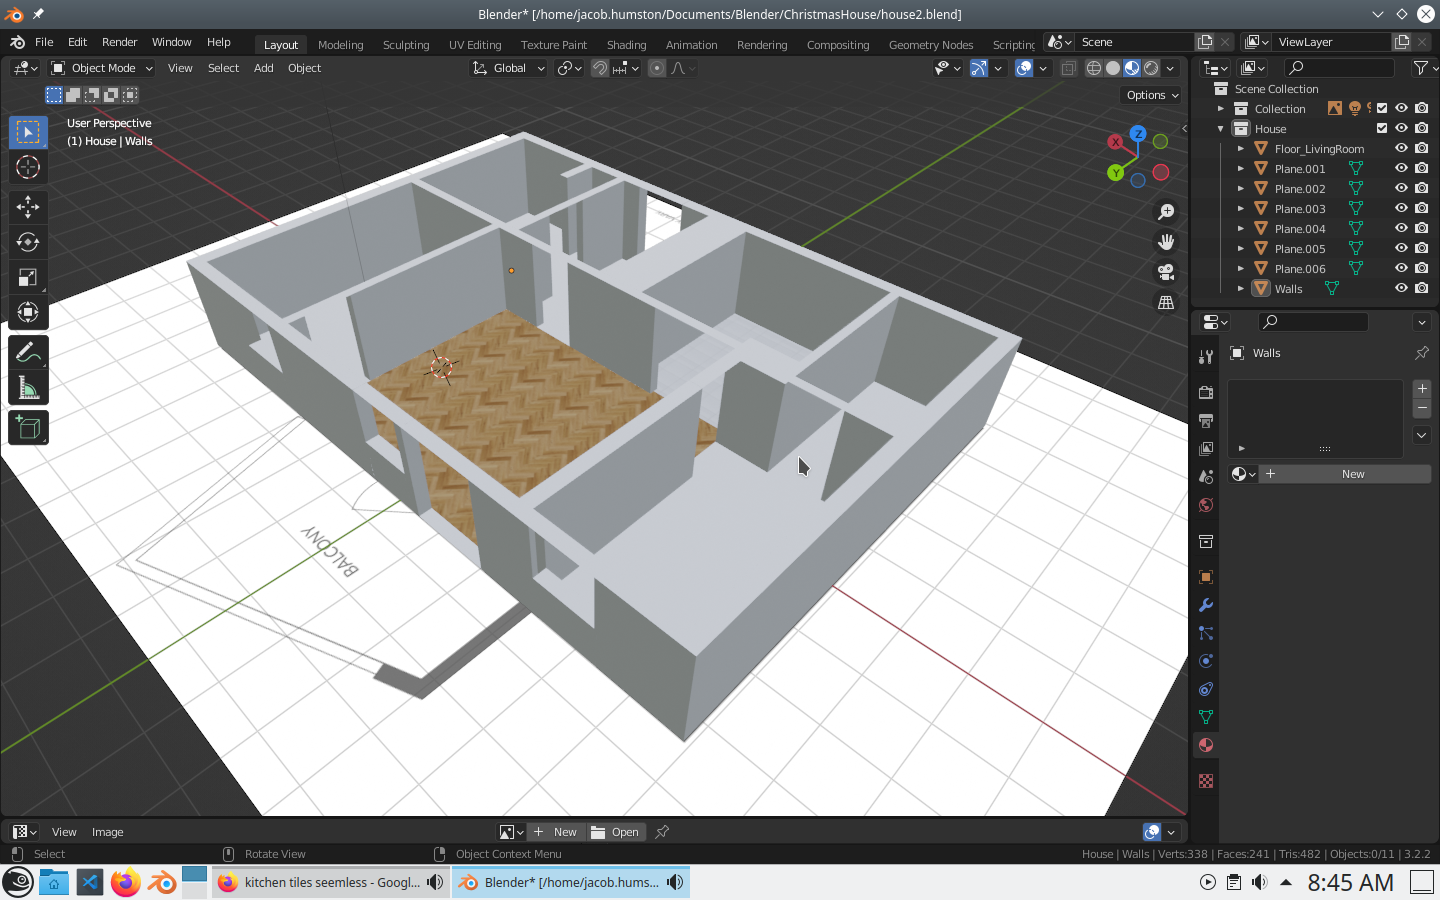 Blender* [/home/jacob.humston/Documents/Blender/ChristmasHouse/house2.blend]
File Edit Render Window Help Layout Modeling Sculpting UV Editing Texture Paint Shading Animation Rendering Compositing Geometry Nodes Scripting Scene ViewLayer
Object Mode View Select Add Object Global
Options
User Perspective
(1) House | Walls
Z
X
Y
BALCONY
Scene Collection
Collection
House
Floor_LivingRoom
Plane.001
Plane.002
Plane.003
Plane.004
Plane.005
Plane.006
Walls
Walls
New
View Image New Open
Select Rotate View Object Context Menu House | Walls | Verts:338 | Faces:241 | Tris:482 | Objects:0/11 | 3.2.2
kitchen tiles seemless - Googl... Blender* [/home/jacob.hums... 8:45 AM